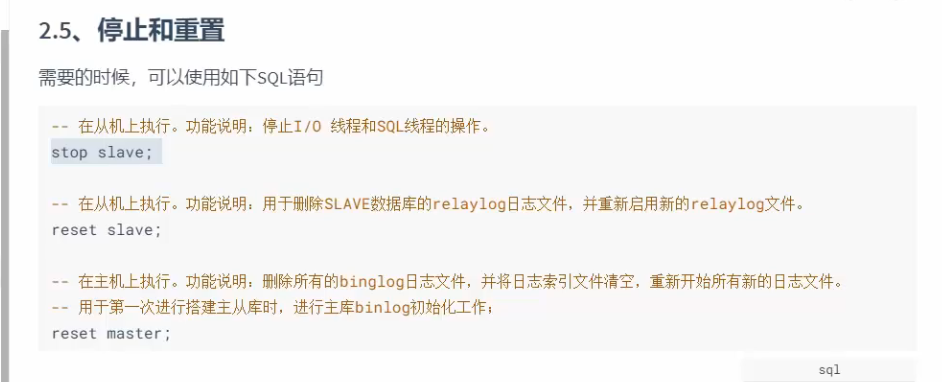 2.5、停止和重置
需要的时候，可以使用如下SQL语句
-- 在从机上执行。功能说明：停止I/O 线程和SQL线程的操作。
stop slave;
-- 在从机上执行。功能说明：用于删除SLAVE数据库的relaylog日志文件，并重新启用新的relaylog文件。
reset slave;
-- 在主机上执行。功能说明：删除所有的binglog日志文件，并将日志索引文件清空，重新开始所有新的日志文件。
-- 用于第一次进行搭建主从库时，进行主库binlog初始化工作；
reset master;
sql